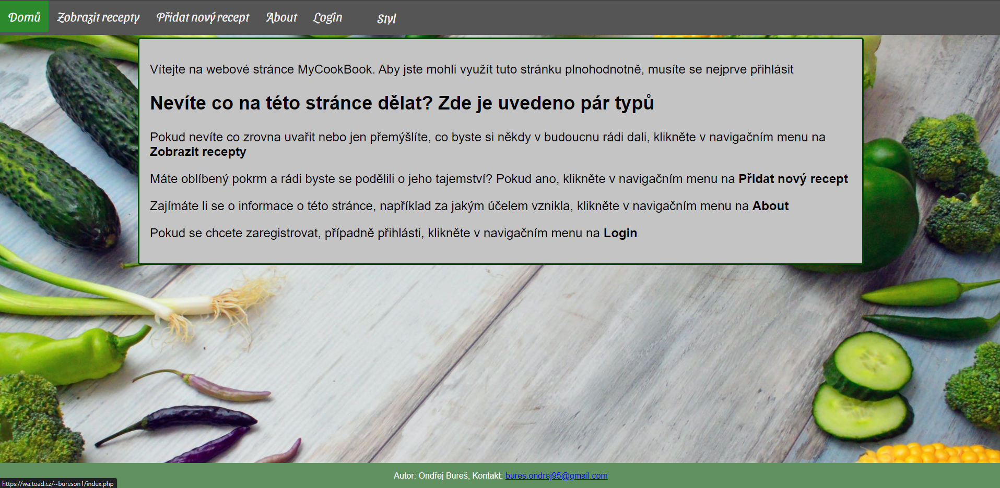 Domů Zobrazit recepty Přidat nový recept About Login Styl
Vítejte na webové stránce MyCookBook. Aby jste mohli využít tuto stránku plnohodnotně, musíte se nejprve přihlásit
Nevíte co na této stránce dělat? Zde je uvedeno pár typů
Pokud nevíte co zrovna uvařit nebo jen přemýšlíte, co byste si někdy v budoucnu rádi dali, klikněte v navigačním menu na
Zobrazit recepty
Máte oblíbený pokrm a rádi byste se podělili o jeho tajemství? Pokud ano, klikněte v navigačním menu na Přidat nový recept
Zajímáte li se o informace o této stránce, například za jakým účelem vznikla, klikněte v navigačním menu na About
Pokud se chcete zaregistrovat, případně přihlásti, klikněte v navigačním menu na Login
Autor: Ondřej Bureš, Kontakt: bures.ondrej95@gmail.com
https://wa.toad.cz/~bureson1/index.php